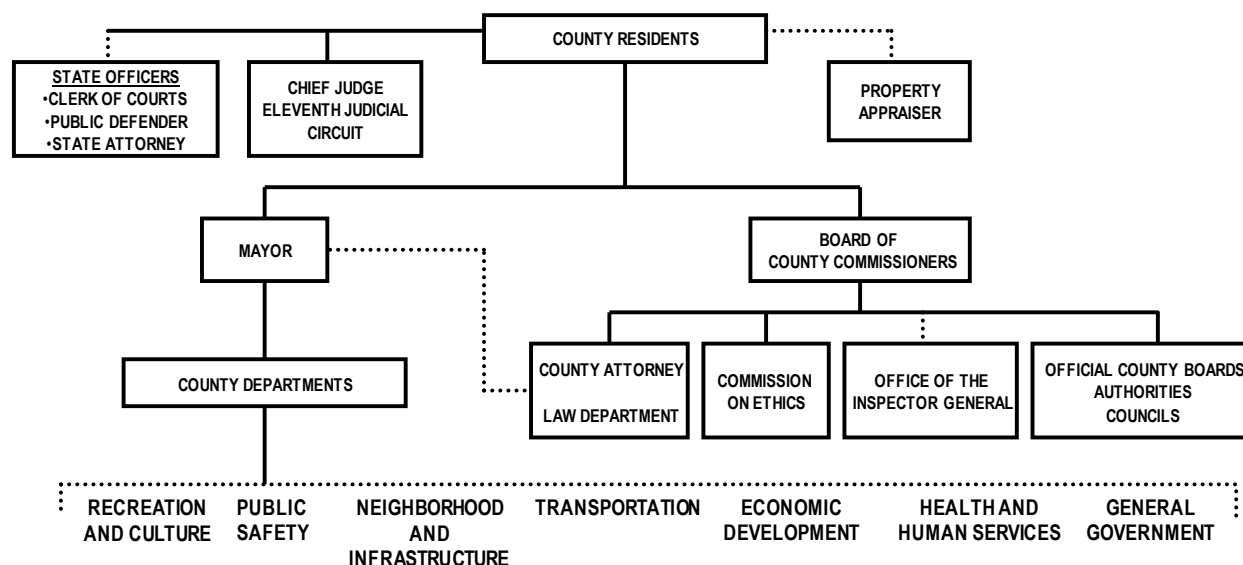 COUNTY RESIDENTS
STATE OFFICERS
•CLERK OF COURTS
•PUBLIC DEFENDER
•STATE ATTORNEY
CHIEF JUDGE
ELEVENTH JUDICIAL
CIRCUIT
PROPERTY
APPRAISER
MAYOR
BOARD OF
COUNTY COMMISSIONERS
COUNTY DEPARTMENTS
COUNTY ATTORNEY
LAW DEPARTMENT
COMMISSION
ON ETHICS
OFFICE OF THE
INSPECTOR GENERAL
OFFICIAL COUNTY BOARDS
AUTHORITIES
COUNCILS
RECREATION
AND CULTURE
PUBLIC
SAFETY
NEIGHBORHOOD
AND
INFRASTRUCTURE
TRANSPORTATION
ECONOMIC
DEVELOPMENT
HEALTH AND
HUMAN SERVICES
GENERAL
GOVERNMENT